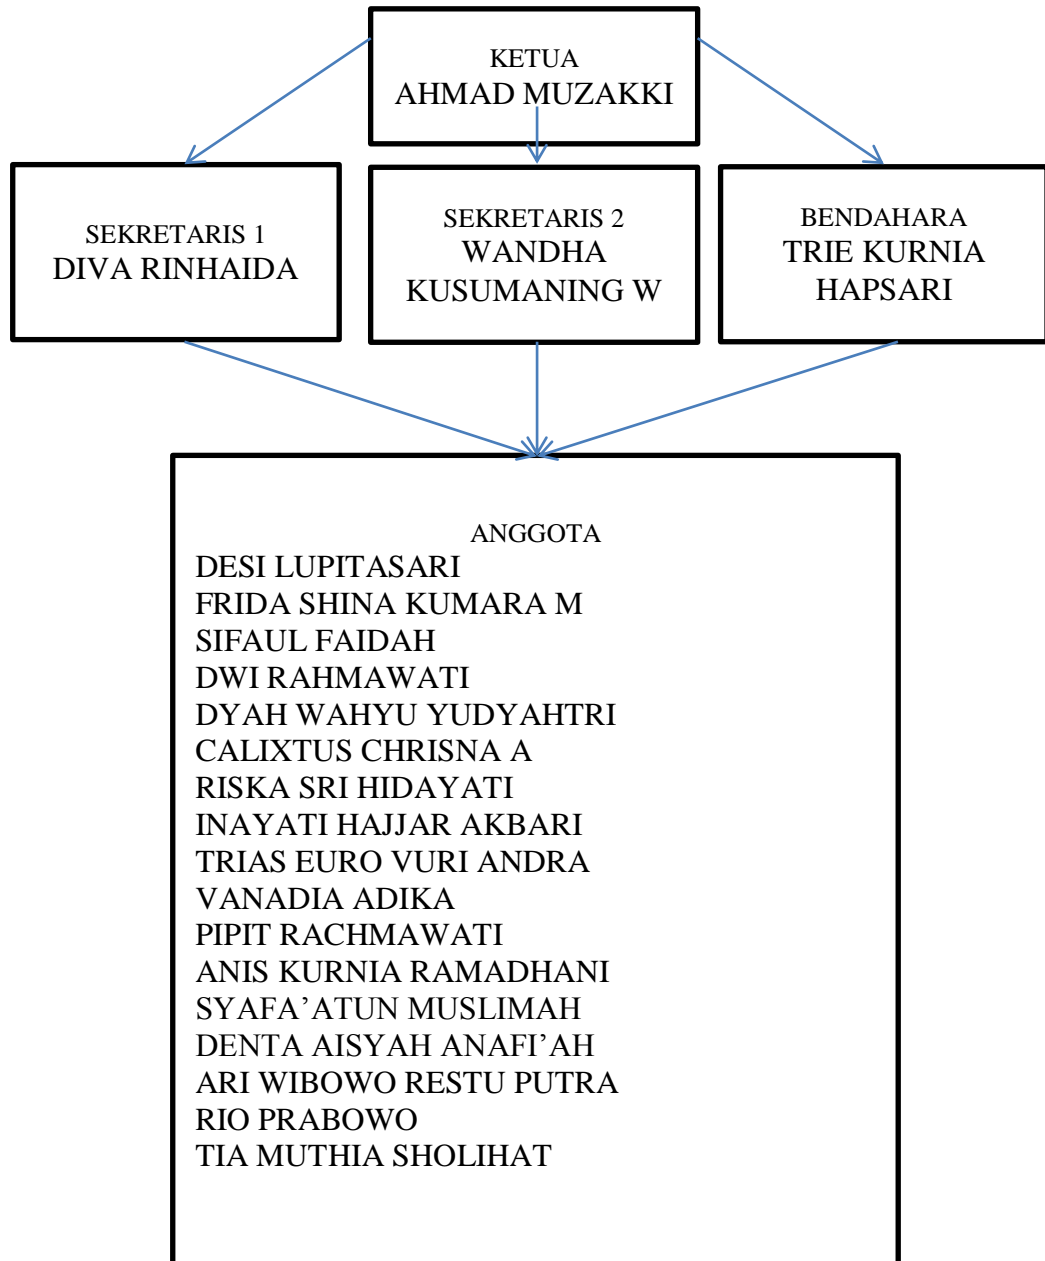 KETUA
AHMAD MUZAKKI
SEKRETARIS 1
DIVA RINHAIDA
SEKRETARIS 2
WANDHA
KUSUMANING W
BENDAHARA
TRIE KURNIA
HAPSARI
ANGGOTA
DESI LUPITASARI
FRIDA SHINA KUMARA M
SIFAUL FAIDAH
DWI RAHMAWATI
DYAH WAHYU YUDYAHTRI
CALIXTUS CHRISNA A
RISKA SRI HIDAYATI
INAYATI HAJJAR AKBARI
TRIAS EURO VURI ANDRA
VANADIA ADIKA
PIPIT RACHMAWATI
ANIS KURNIA RAMADHANI
SYAFA’ATUN MUSLIMAH
DENTA AISYAH ANAFI’AH
ARI WIBOWO RESTU PUTRA
RIO PRABOWO
TIA MUTHIA SHOLIHAT